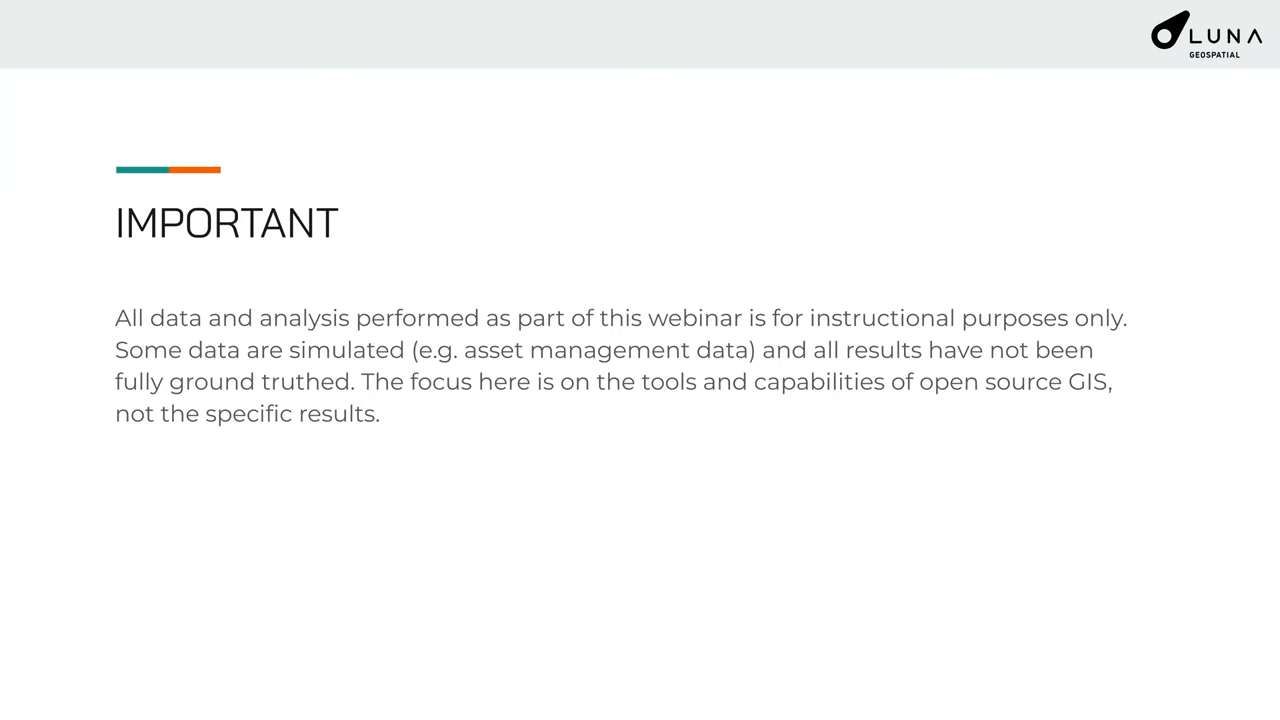 LUNA
GEOSPATIAL
IMPORTANT
All data and analysis performed as part of this webinar is for instructional purposes only.
Some data are simulated (e.g. asset management data) and all results have not been
fully ground truthed. The focus here is on the tools and capabilities of open source GIS,
not the specific results.